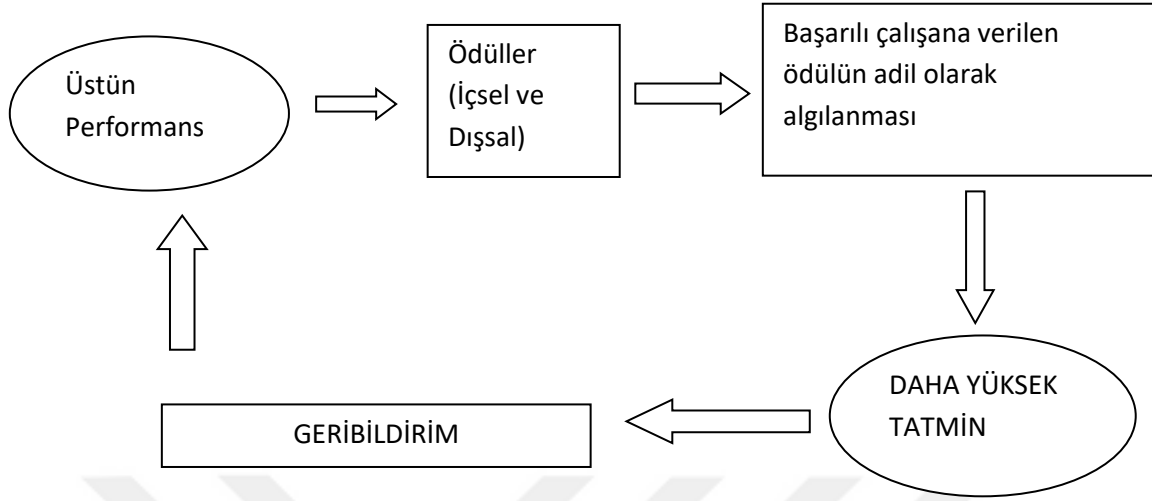 Üstün
Performans
Ödüller
(İçsel ve
Dışsal)
Başarılı çalışana verilen
ödülün adil olarak
algılanması
DAHA YÜKSEK
TATMİN
GERİBİLDİRİM